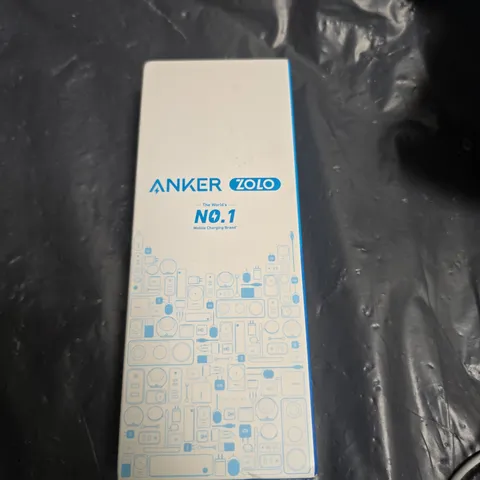 ANKER ZOLO
The World's
NO.1
Mobile Charging Brand